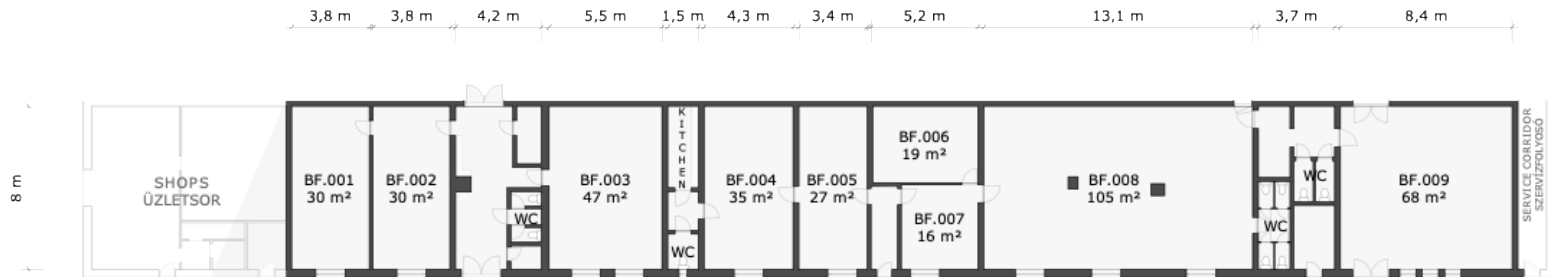 3,8 m
3,8 m
4,2 m
5,5 m
1,5 m
4,3 m
3,4 m
5,2 m
13,1 m
3,7 m
8,4 m
8 m
SHOPS
ÜZLETSOR
BF.001
30 m²
BF.002
30 m²
WC
BF.003
47 m²
KITCHEN
WC
BF.004
35 m²
BF.005
27 m²
BF.006
19 m²
BF.007
16 m²
BF.008
105 m²
WC
WC
BF.009
68 m²
SERVICE CORRIDOR
SZERVÍZFOLYOSÓ